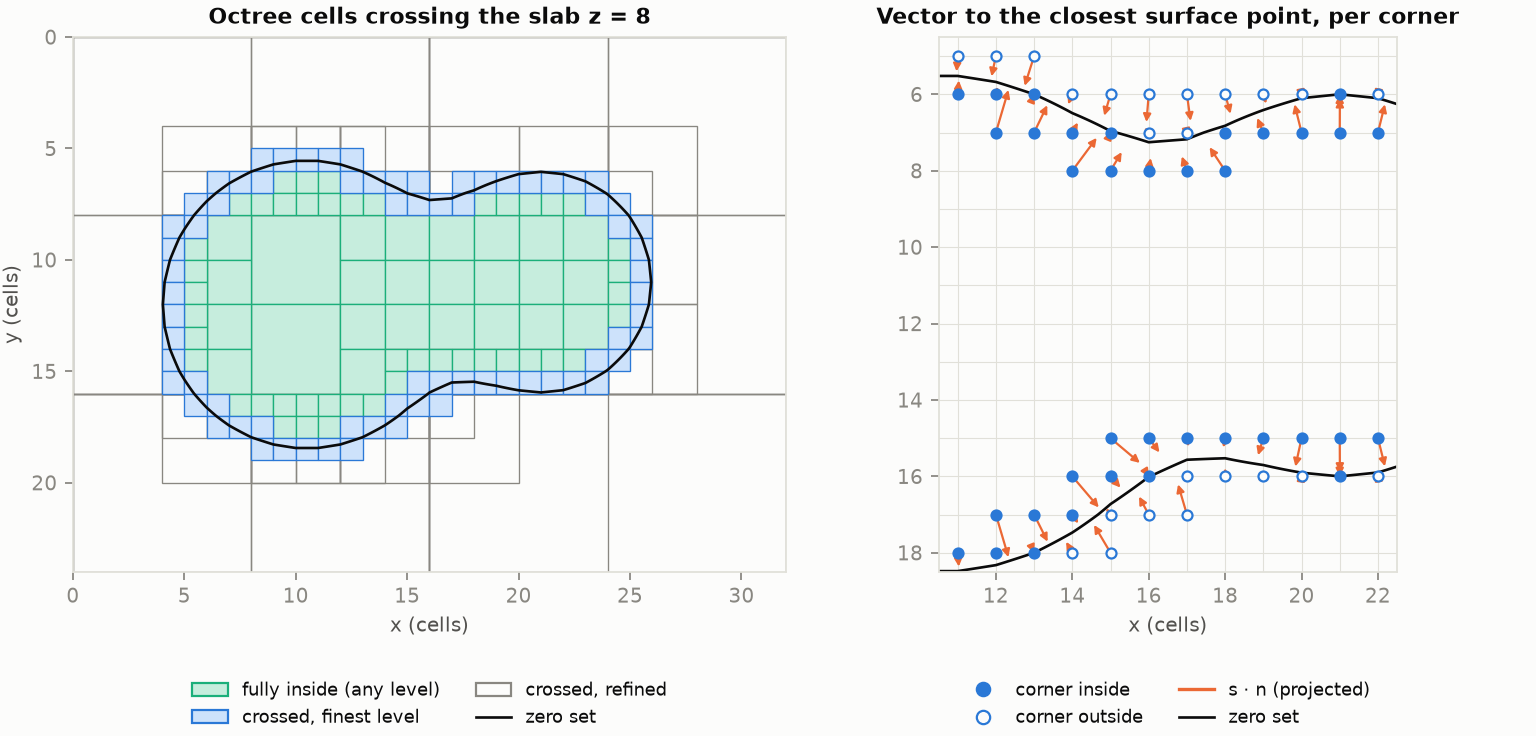 Octree cells crossing the slab z = 8
0
5
10
15
20
y (cells)
0 5 10 15 20 25 30
x (cells)
fully inside (any level)
crossed, refined
crossed, finest level
zero set
Vector to the closest surface point, per corner
6
8
10
12
14
16
18
12 14 16 18 20 22
x (cells)
corner inside
s · n (projected)
corner outside
zero set